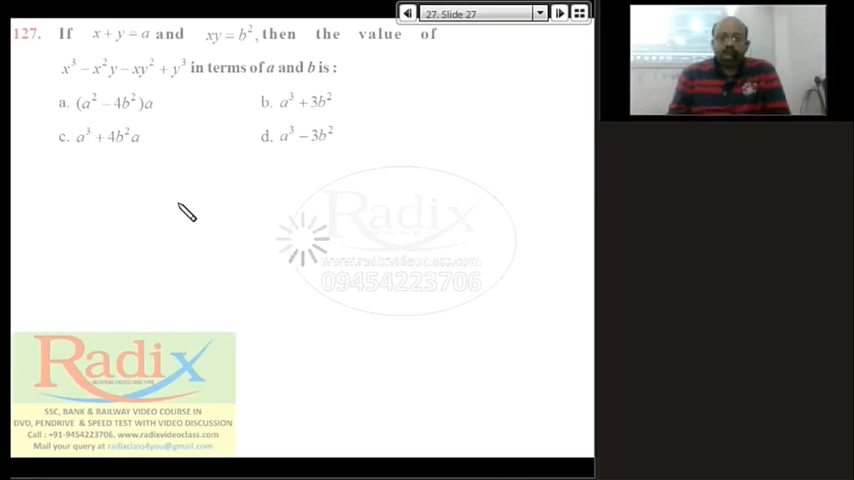 27. Slide 27
127. If x + y = a and xy = b², then the value of
x³ − x²y − xy² + y³ in terms of a and b is :
a. (a² − 4b²)a b. a³ + 3b²
c. a³ + 4b²a d. a³ − 3b²
Radix
www.radixvideoclass.com
09454223706
Radix
SSC, BANK & RAILWAY VIDEO COURSE IN
DVD, PENDRIVE & SPEED TEST WITH VIDEO DISCUSSION
Call : +91-9454223706, www.radixvideoclass.com
Mail your query at radixclass4you@gmail.com